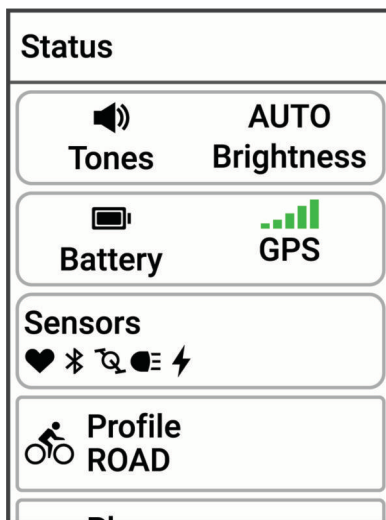 Status
AUTO
Tones
Brightness
Battery
GPS
Sensors
Profile
ROAD